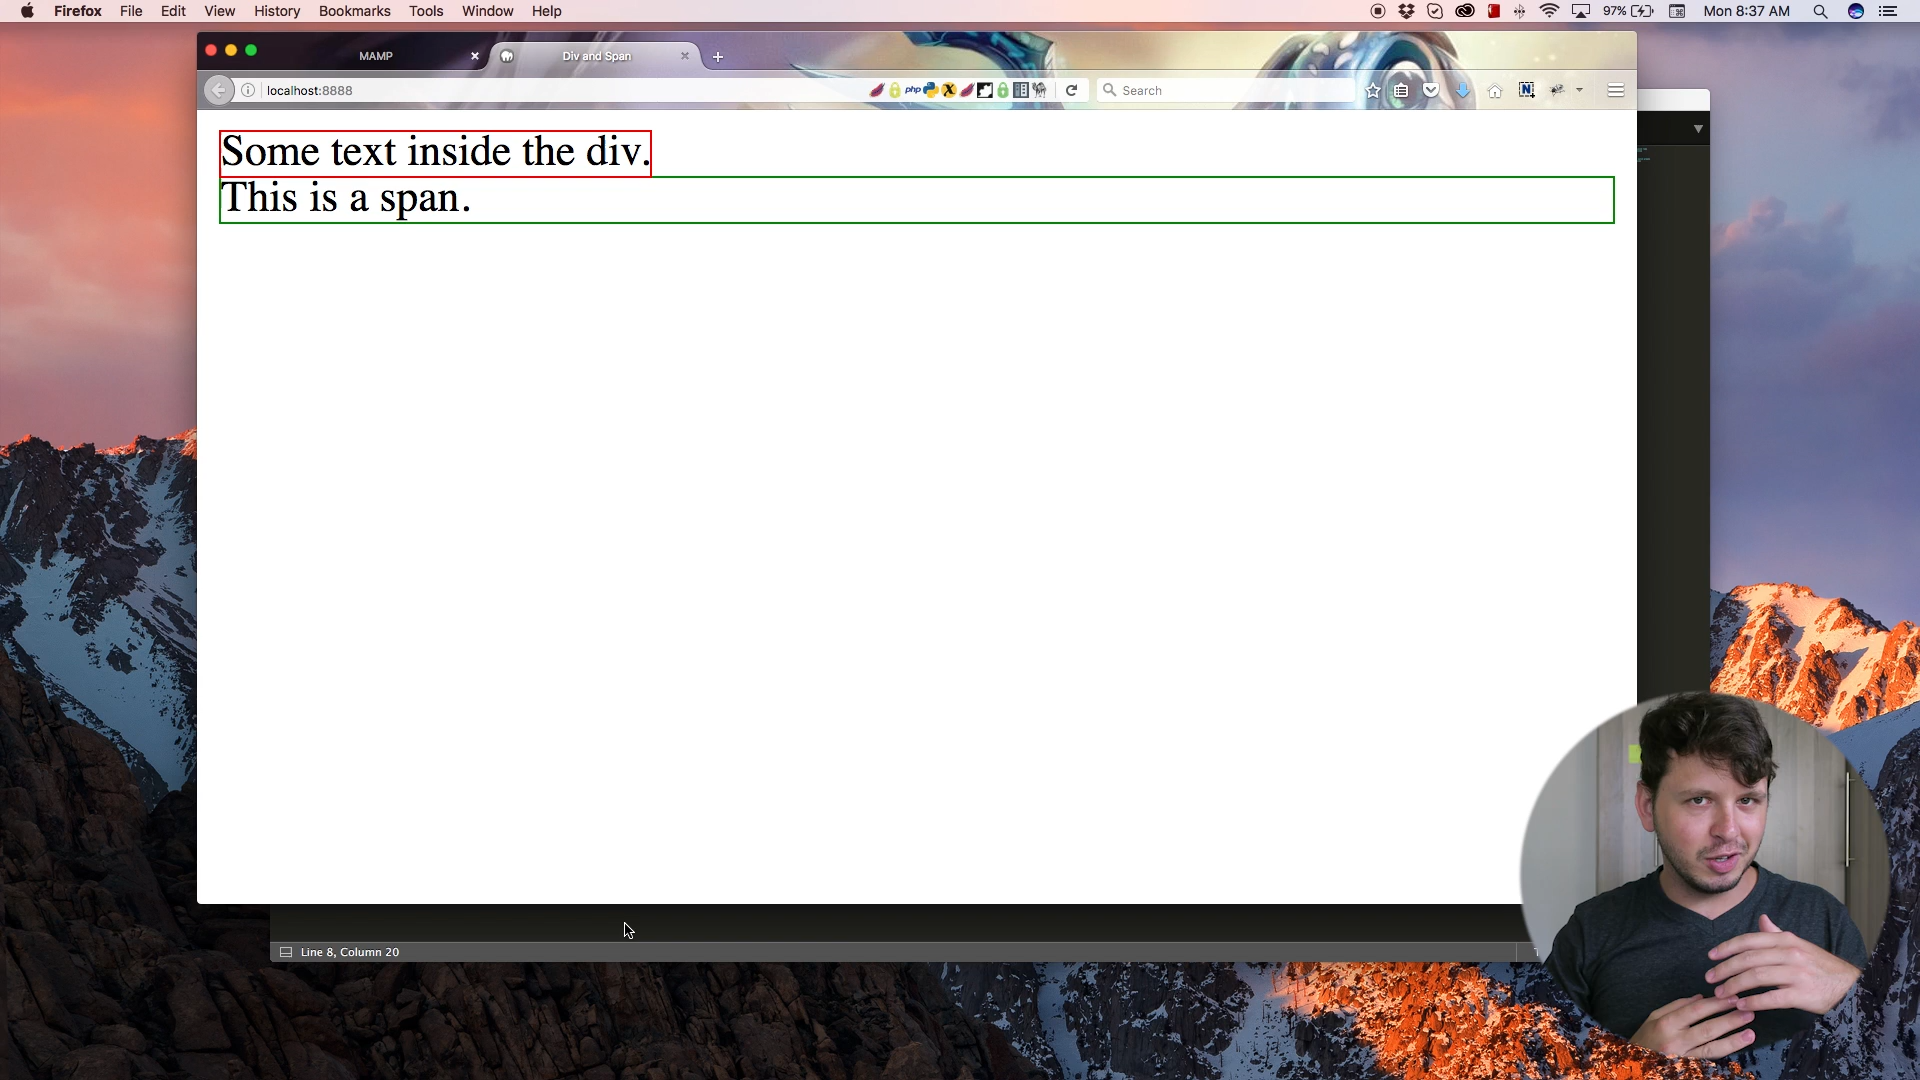 Firefox File Edit View History Bookmarks Tools Window Help 97% Mon 8:37 AM
MAMP Div and Span
localhost:8888 php Search
Some text inside the div.
This is a span.
Line 8, Column 20